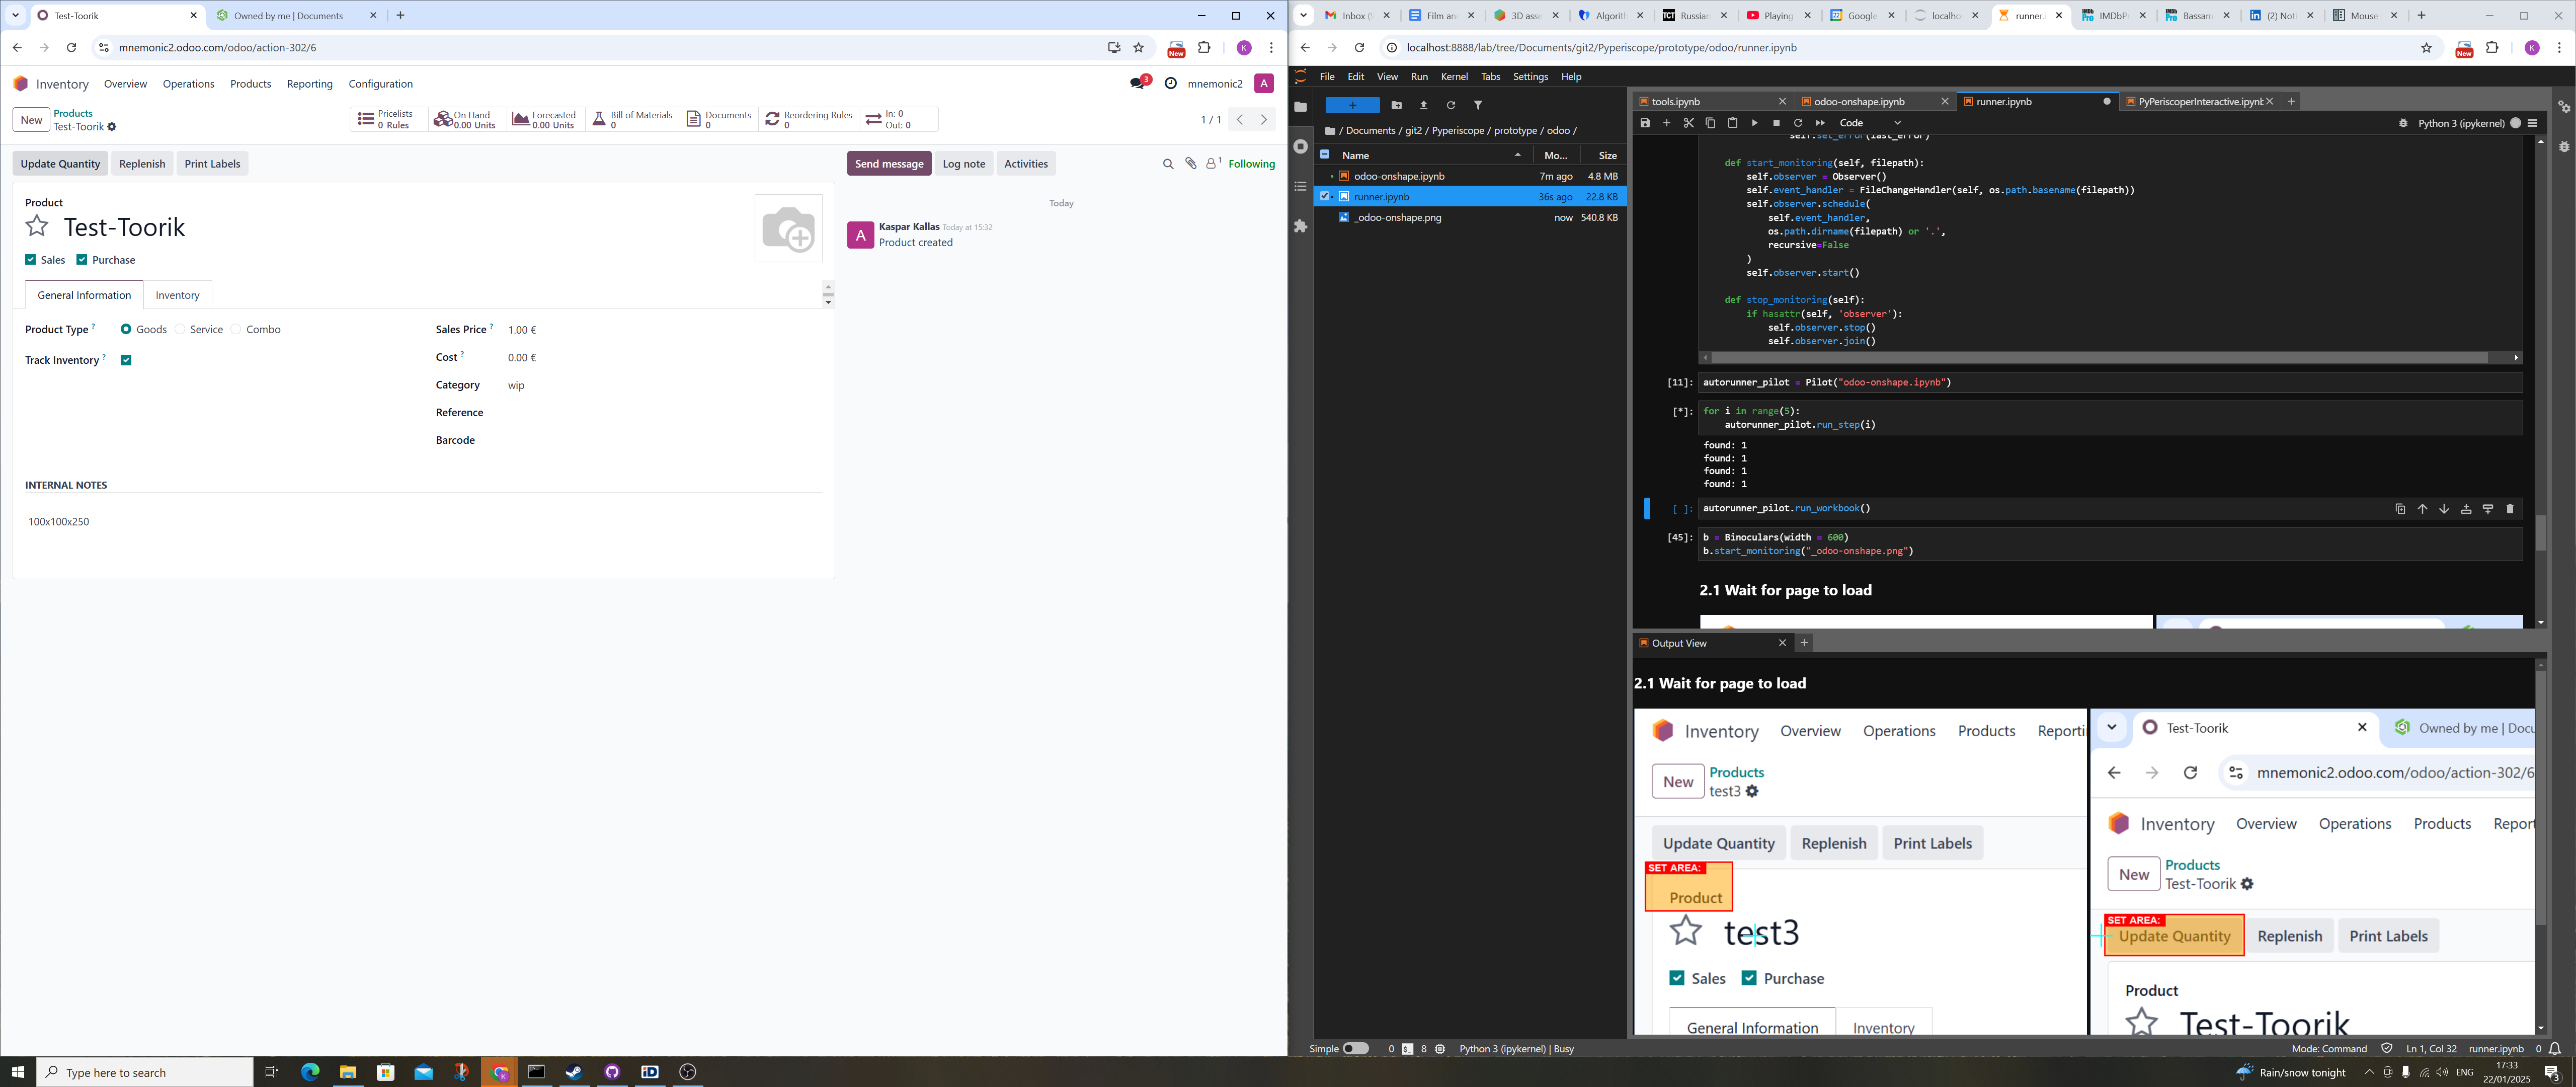 Test-Toorik
Owned by me | Documents
mnemonic2.odoo.com/odoo/action-302/6
New
K
Inventory Overview Operations Products Reporting Configuration
3
mnemonic2
A
New
Products
Test-Toorik
Pricelists
0 Rules
On Hand
0.00 Units
Forecasted
0.00 Units
Bill of Materials
0
Documents
0
Reordering Rules
0
In: 0
Out: 0
1 / 1
Update Quantity Replenish Print Labels
Send message Log note Activities
1 Following
Product
Test-Toorik
Sales Purchase
General Information Inventory
Product Type ? Goods Service Combo
Track Inventory ?
Sales Price ? 1.00 €
Cost ? 0.00 €
Category wip
Reference
Barcode
INTERNAL NOTES
100x100x250
Today
A
Kaspar Kallas Today at 15:32
Product created
Inbox (
Film an
3D asse
Algorith
Russian
Playing
Google
localho
runner.
IMDbPr
Bassam
(2) Noti
Mouse
localhost:8888/lab/tree/Documents/git2/Pyperiscope/prototype/odoo/runner.ipynb
New
K
File Edit View Run Kernel Tabs Settings Help
/ Documents / git2 / Pyperiscope / prototype / odoo /
Name Mo... Size
odoo-onshape.ipynb 7m ago 4.8 MB
runner.ipynb 36s ago 22.8 KB
_odoo-onshape.png now 540.8 KB
tools.ipynb
odoo-onshape.ipynb
runner.ipynb
PyPeriscoperInteractive.ipynb
Code
Python 3 (ipykernel)
self.set_error(last_error)
def start_monitoring(self, filepath):
self.observer = Observer()
self.event_handler = FileChangeHandler(self, os.path.basename(filepath))
self.observer.schedule(
self.event_handler,
os.path.dirname(filepath) or '.',
recursive=False
)
self.observer.start()
def stop_monitoring(self):
if hasattr(self, 'observer'):
self.observer.stop()
self.observer.join()
[11]: autorunner_pilot = Pilot("odoo-onshape.ipynb")
[*]: for i in range(5):
autorunner_pilot.run_step(i)
found: 1
found: 1
found: 1
found: 1
[ ]: autorunner_pilot.run_workbook()
[45]: b = Binoculars(width = 600)
b.start_monitoring("_odoo-onshape.png")
2.1 Wait for page to load
Output View
2.1 Wait for page to load
Inventory Overview Operations Products Reporti
New
Products
test3
Update Quantity Replenish Print Labels
SET AREA:
Product
test3
Sales Purchase
General Information Inventory
Test-Toorik
Owned by me | Docu
mnemonic2.odoo.com/odoo/action-302/6
Inventory Overview Operations Products Report
New
Products
Test-Toorik
SET AREA:
Update Quantity Replenish Print Labels
Product
Test-Toorik
Simple 0 8 Python 3 (ipykernel) | Busy
Mode: Command Ln 1, Col 32 runner.ipynb 0
Type here to search
Rain/snow tonight
ENG
17:33
22/01/2025
3